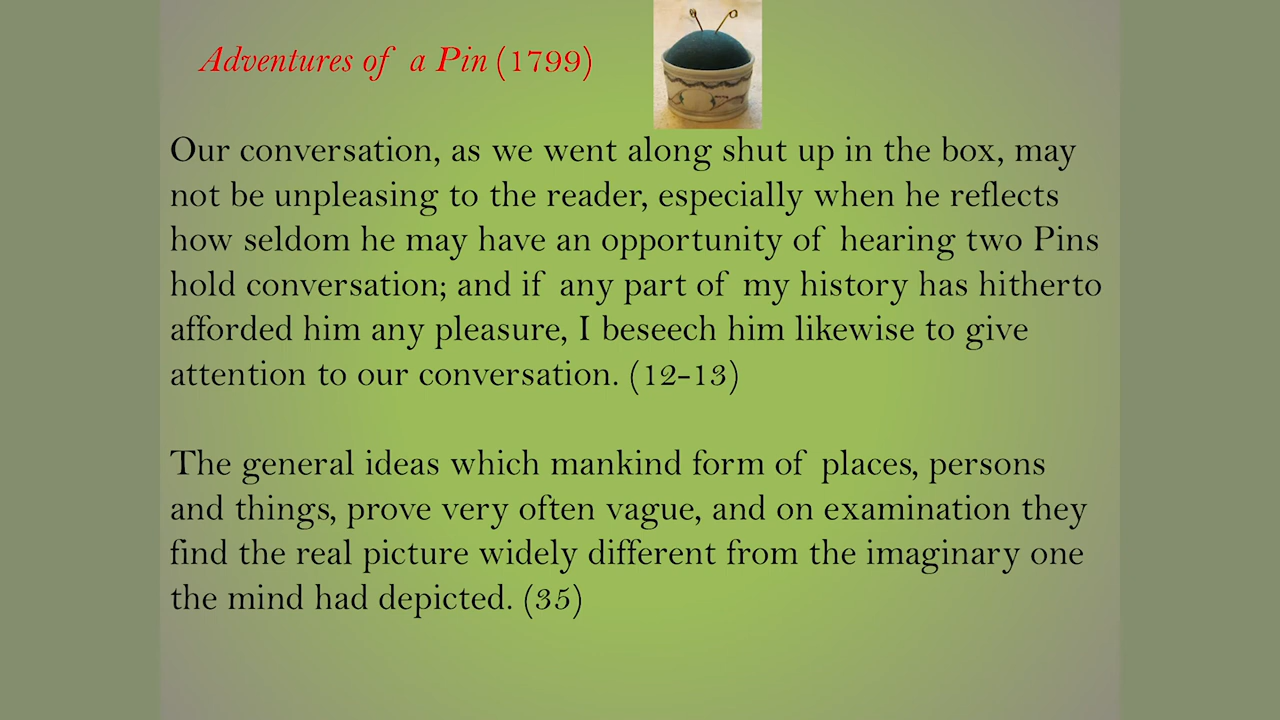 Adventures of a Pin (1799)
Our conversation, as we went along shut up in the box, may
not be unpleasing to the reader, especially when he reflects
how seldom he may have an opportunity of hearing two Pins
hold conversation; and if any part of my history has hitherto
afforded him any pleasure, I beseech him likewise to give
attention to our conversation. (12-13)
The general ideas which mankind form of places, persons
and things, prove very often vague, and on examination they
find the real picture widely different from the imaginary one
the mind had depicted. (35)